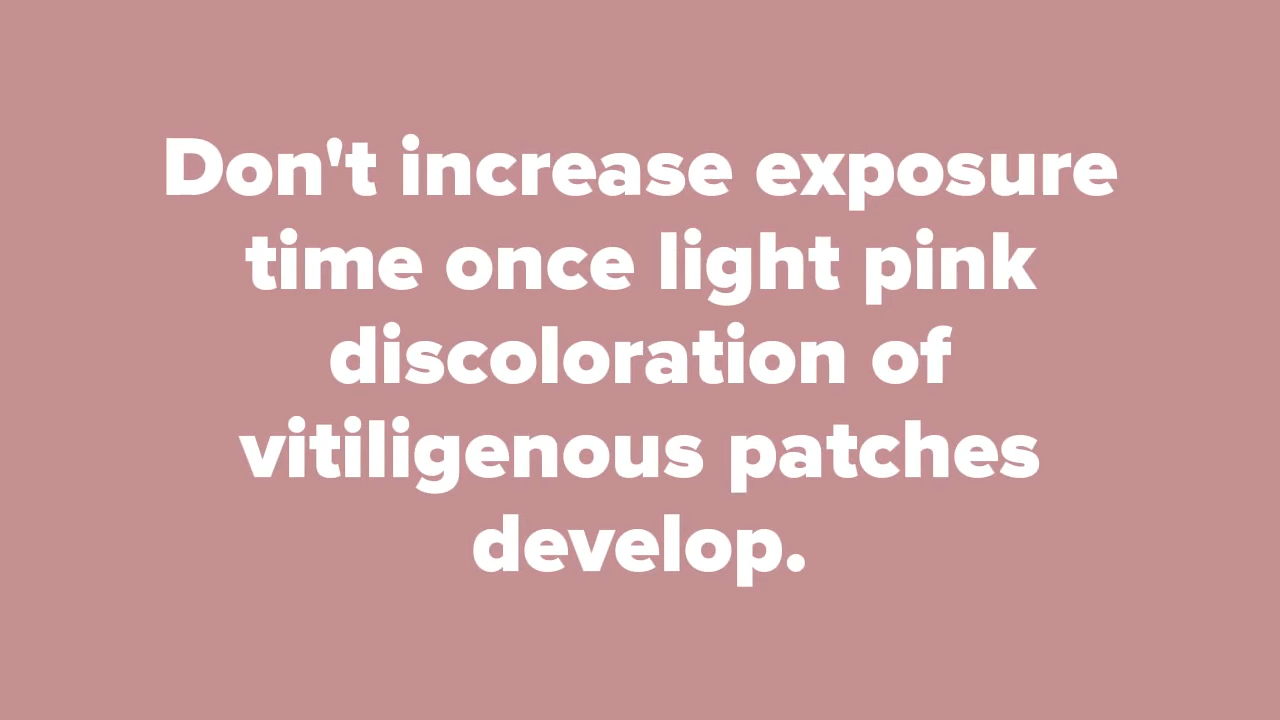 Don't increase exposure
time once light pink
discoloration of
vitiligenous patches
develop.